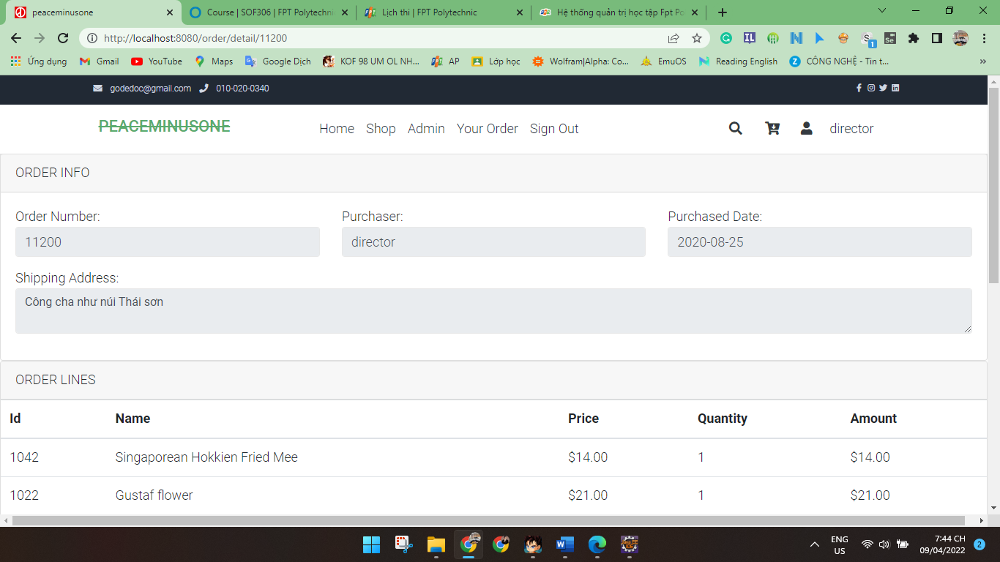 peaceminusone
Course | SOF306 | FPT Polytechni
Lịch thi | FPT Polytechnic
Hệ thống quản trị học tập Fpt Po
http://localhost:8080/order/detail/11200
Ứng dụng Gmail YouTube Maps Google Dịch KOF 98 UM OL NH... AP Lớp học Wolfram|Alpha: Co... EmuOS Reading English CÔNG NGHỆ - Tin t... »
godedoc@gmail.com 010-020-0340
PEACEMINUSONE Home Shop Admin Your Order Sign Out director
ORDER INFO
Order Number: Purchaser: Purchased Date:
11200 director 2020-08-25
Shipping Address:
Công cha như núi Thái sơn
ORDER LINES
Id Name Price Quantity Amount
1042 Singaporean Hokkien Fried Mee $14.00 1 $14.00
1022 Gustaf flower $21.00 1 $21.00
ENG 7:44 CH
US 09/04/2022 2